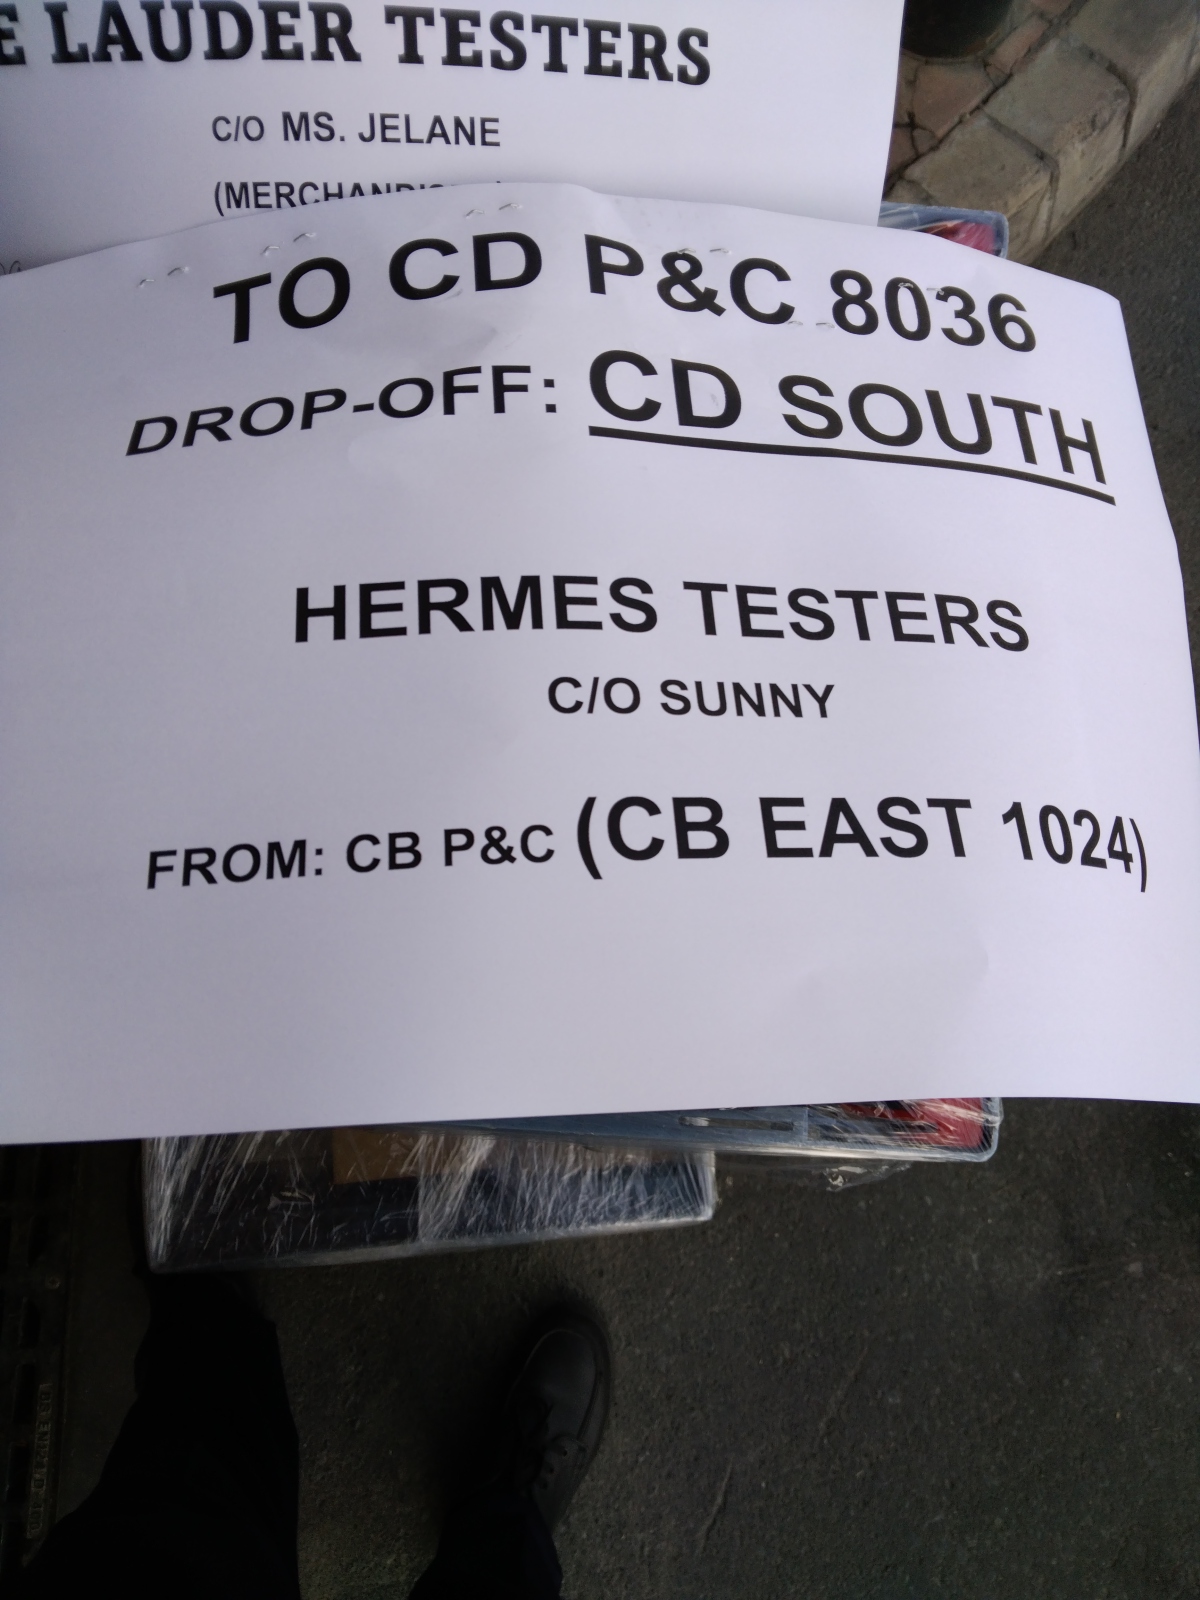 E LAUDER TESTERS
C/O MS. JELANE
TO CD P&C 8036
DROP-OFF: CD SOUTH
HERMES TESTERS
C/O SUNNY
FROM: CB P&C (CB EAST 1024)